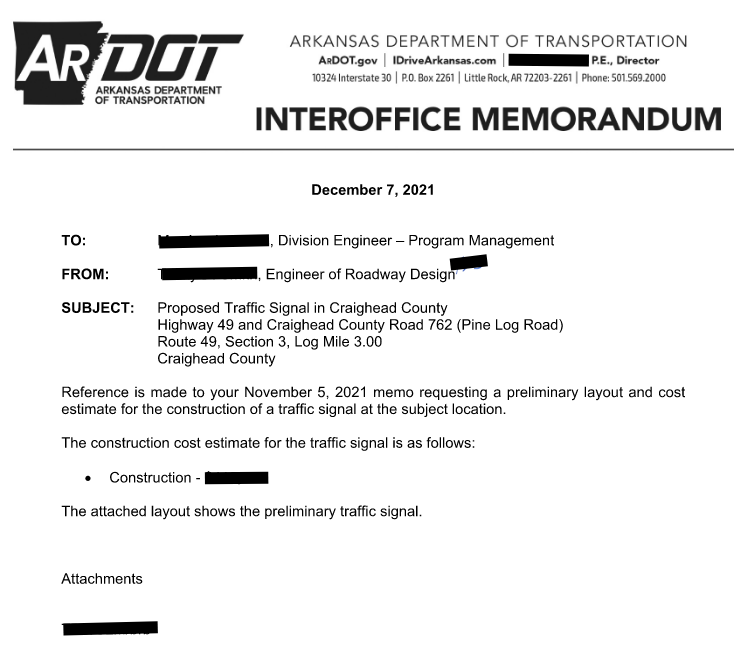 ARDOT
ARKANSAS DEPARTMENT
OF TRANSPORTATION
ARKANSAS DEPARTMENT OF TRANSPORTATION
ARDOT.gov | IDriveArkansas.com | P.E., Director
10324 Interstate 30 | P.O. Box 2261 | Little Rock, AR 72203-2261 | Phone: 501.569.2000
INTEROFFICE MEMORANDUM
December 7, 2021
TO: , Division Engineer – Program Management
FROM: , Engineer of Roadway Design
SUBJECT: Proposed Traffic Signal in Craighead County
Highway 49 and Craighead County Road 762 (Pine Log Road)
Route 49, Section 3, Log Mile 3.00
Craighead County
Reference is made to your November 5, 2021 memo requesting a preliminary layout and cost
estimate for the construction of a traffic signal at the subject location.
The construction cost estimate for the traffic signal is as follows:
• Construction -
The attached layout shows the preliminary traffic signal.
Attachments